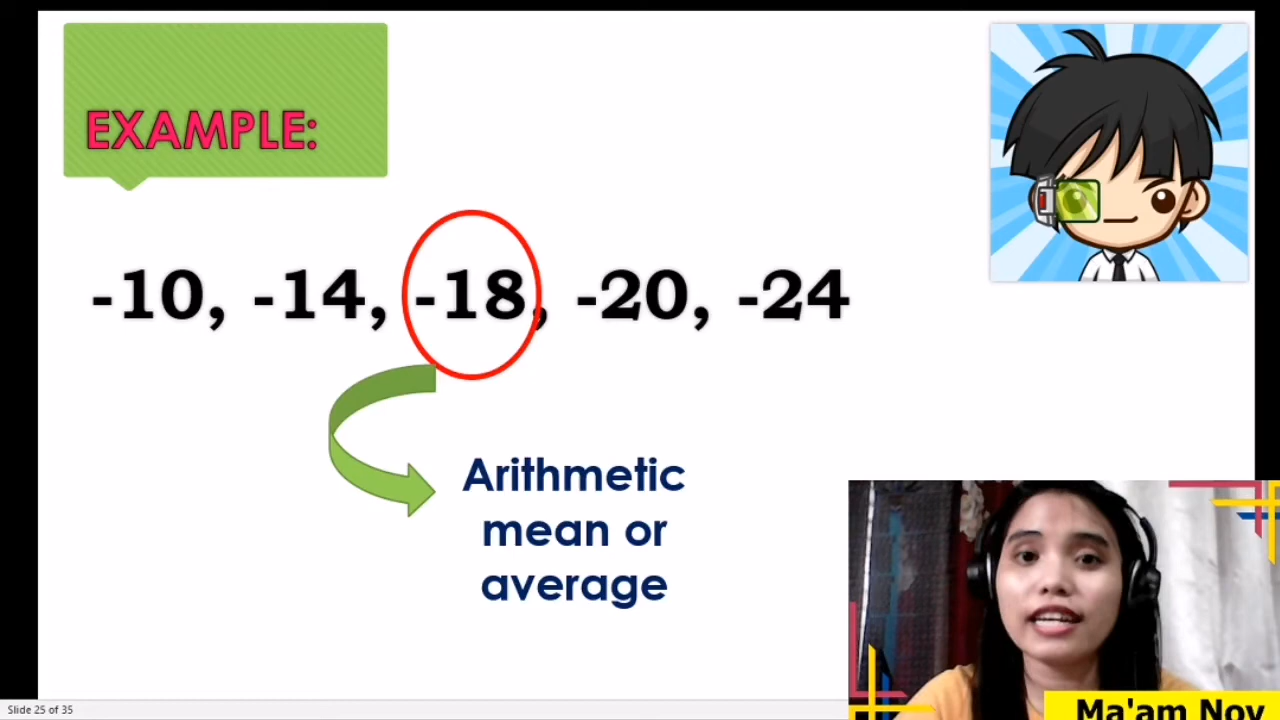 EXAMPLE:
-10, -14, -18, -20, -24
Arithmetic
mean or
average
Ma'am Nov
Slide 25 of 35